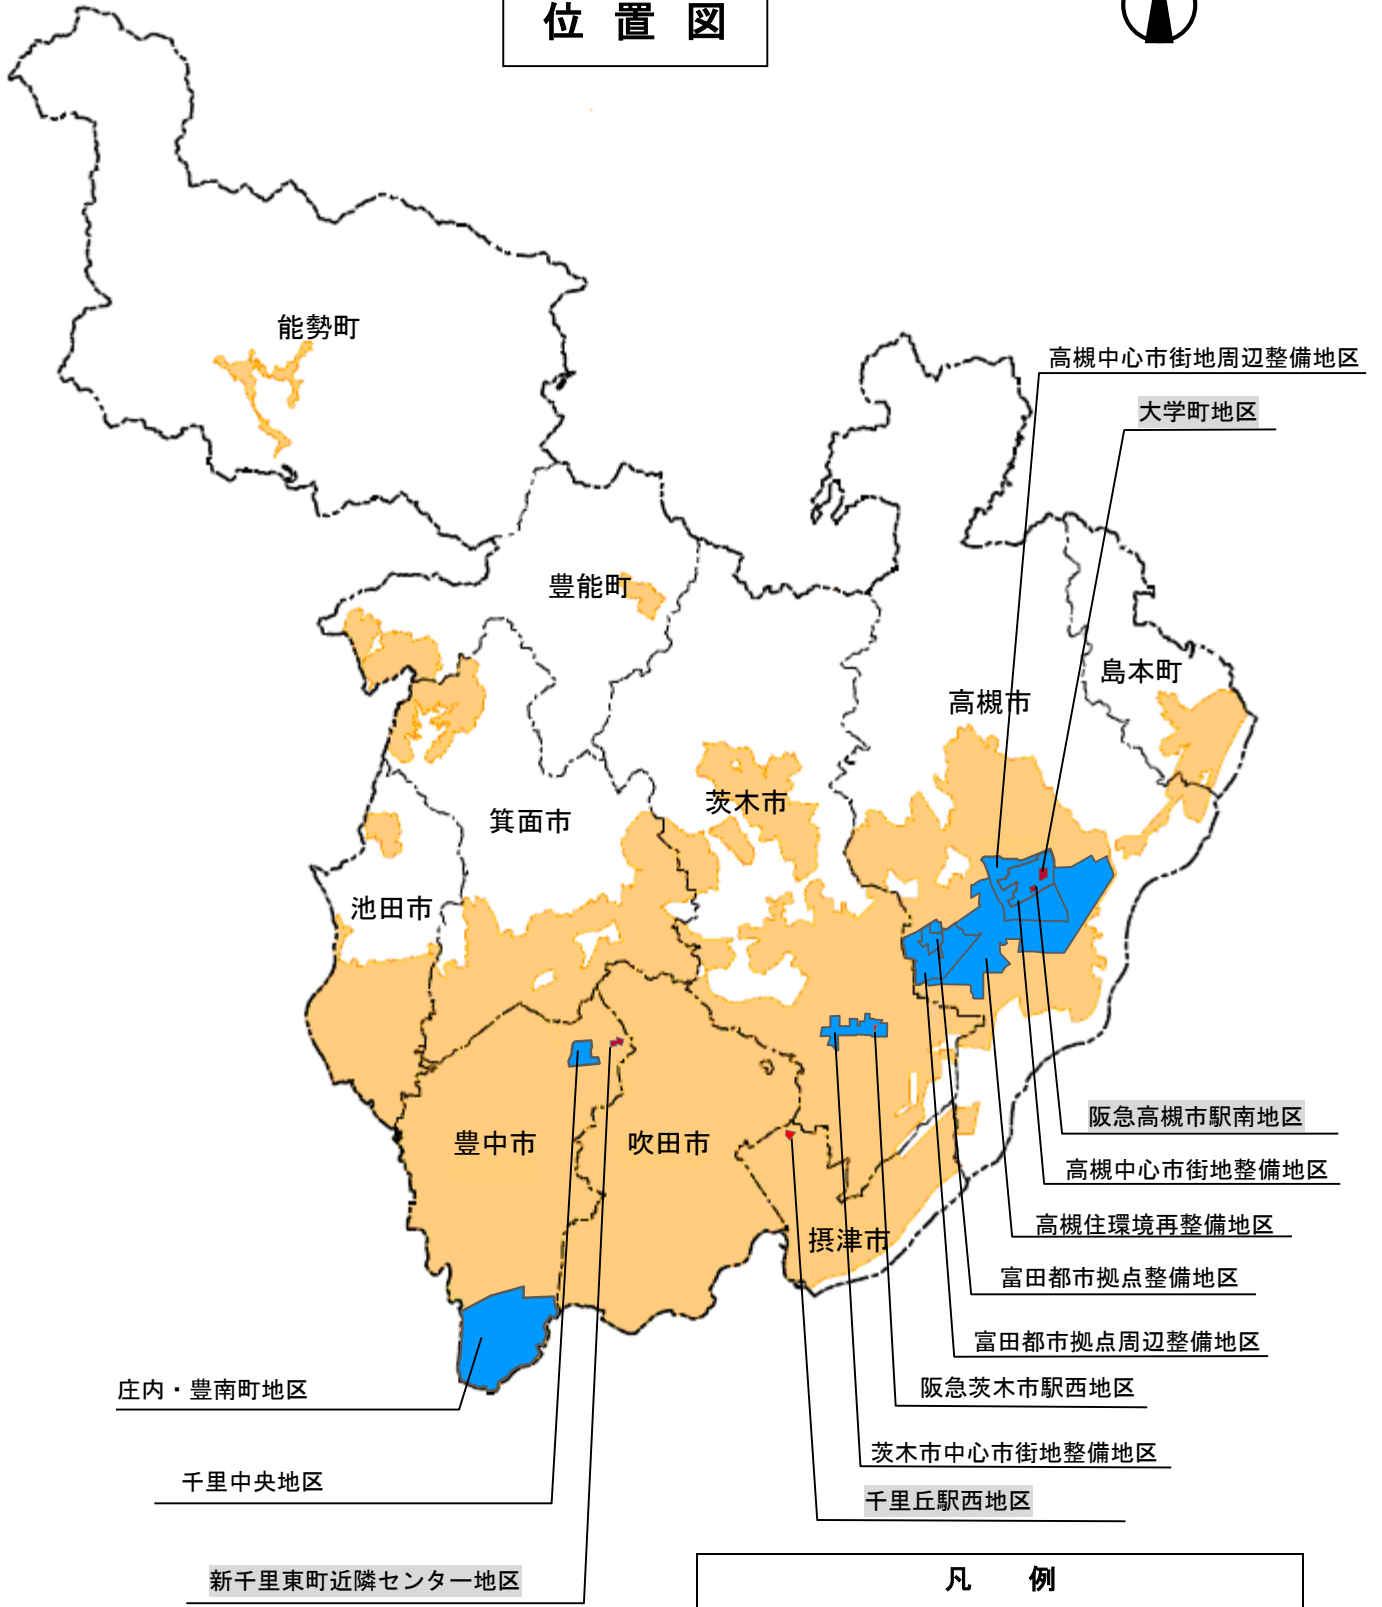 位置図
能勢町
高槻中心市街地周辺整備地区
大学町地区
豊能町
島本町
高槻市
茨木市
箕面市
池田市
阪急高槻市駅南地区
豊中市
吹田市
高槻中心市街地整備地区
高槻住環境再整備地区
摂津市
富田都市拠点整備地区
富田都市拠点周辺整備地区
庄内・豊南町地区
阪急茨木市駅西地区
茨木市中心市街地整備地区
千里中央地区
千里丘駅西地区
新千里東町近隣センター地区
凡例